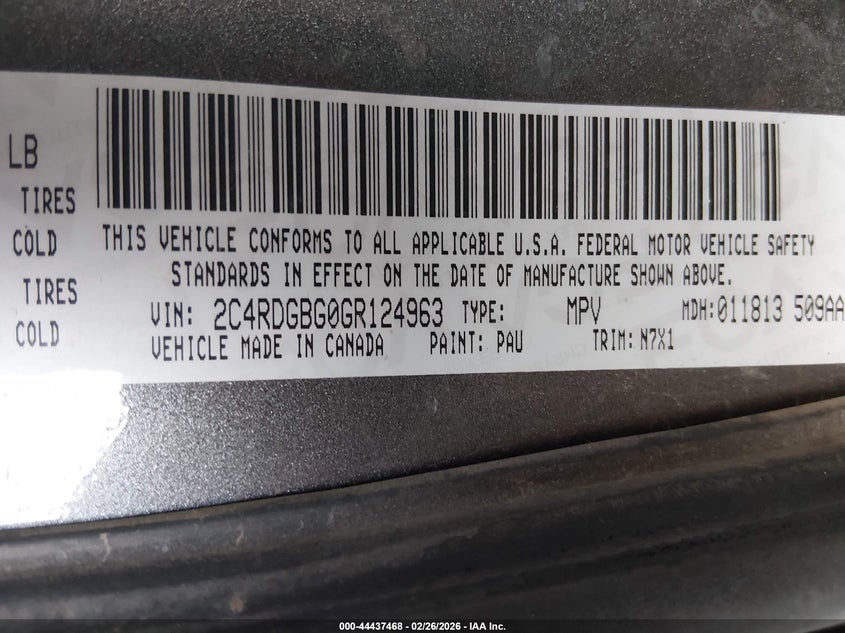 LB
TIRES
COLD
TIRES
COLD
THIS VEHICLE CONFORMS TO ALL APPLICABLE U.S.A. FEDERAL MOTOR VEHICLE SAFETY
STANDARDS IN EFFECT ON THE DATE OF MANUFACTURE SHOWN ABOVE.
VIN: 2C4RDGBG0GR124963 TYPE: MPV MDH:011813 509AA
VEHICLE MADE IN CANADA PAINT: PAU TRIM: N7X1
000-44437468 - 02/26/2026 - IAA Inc.